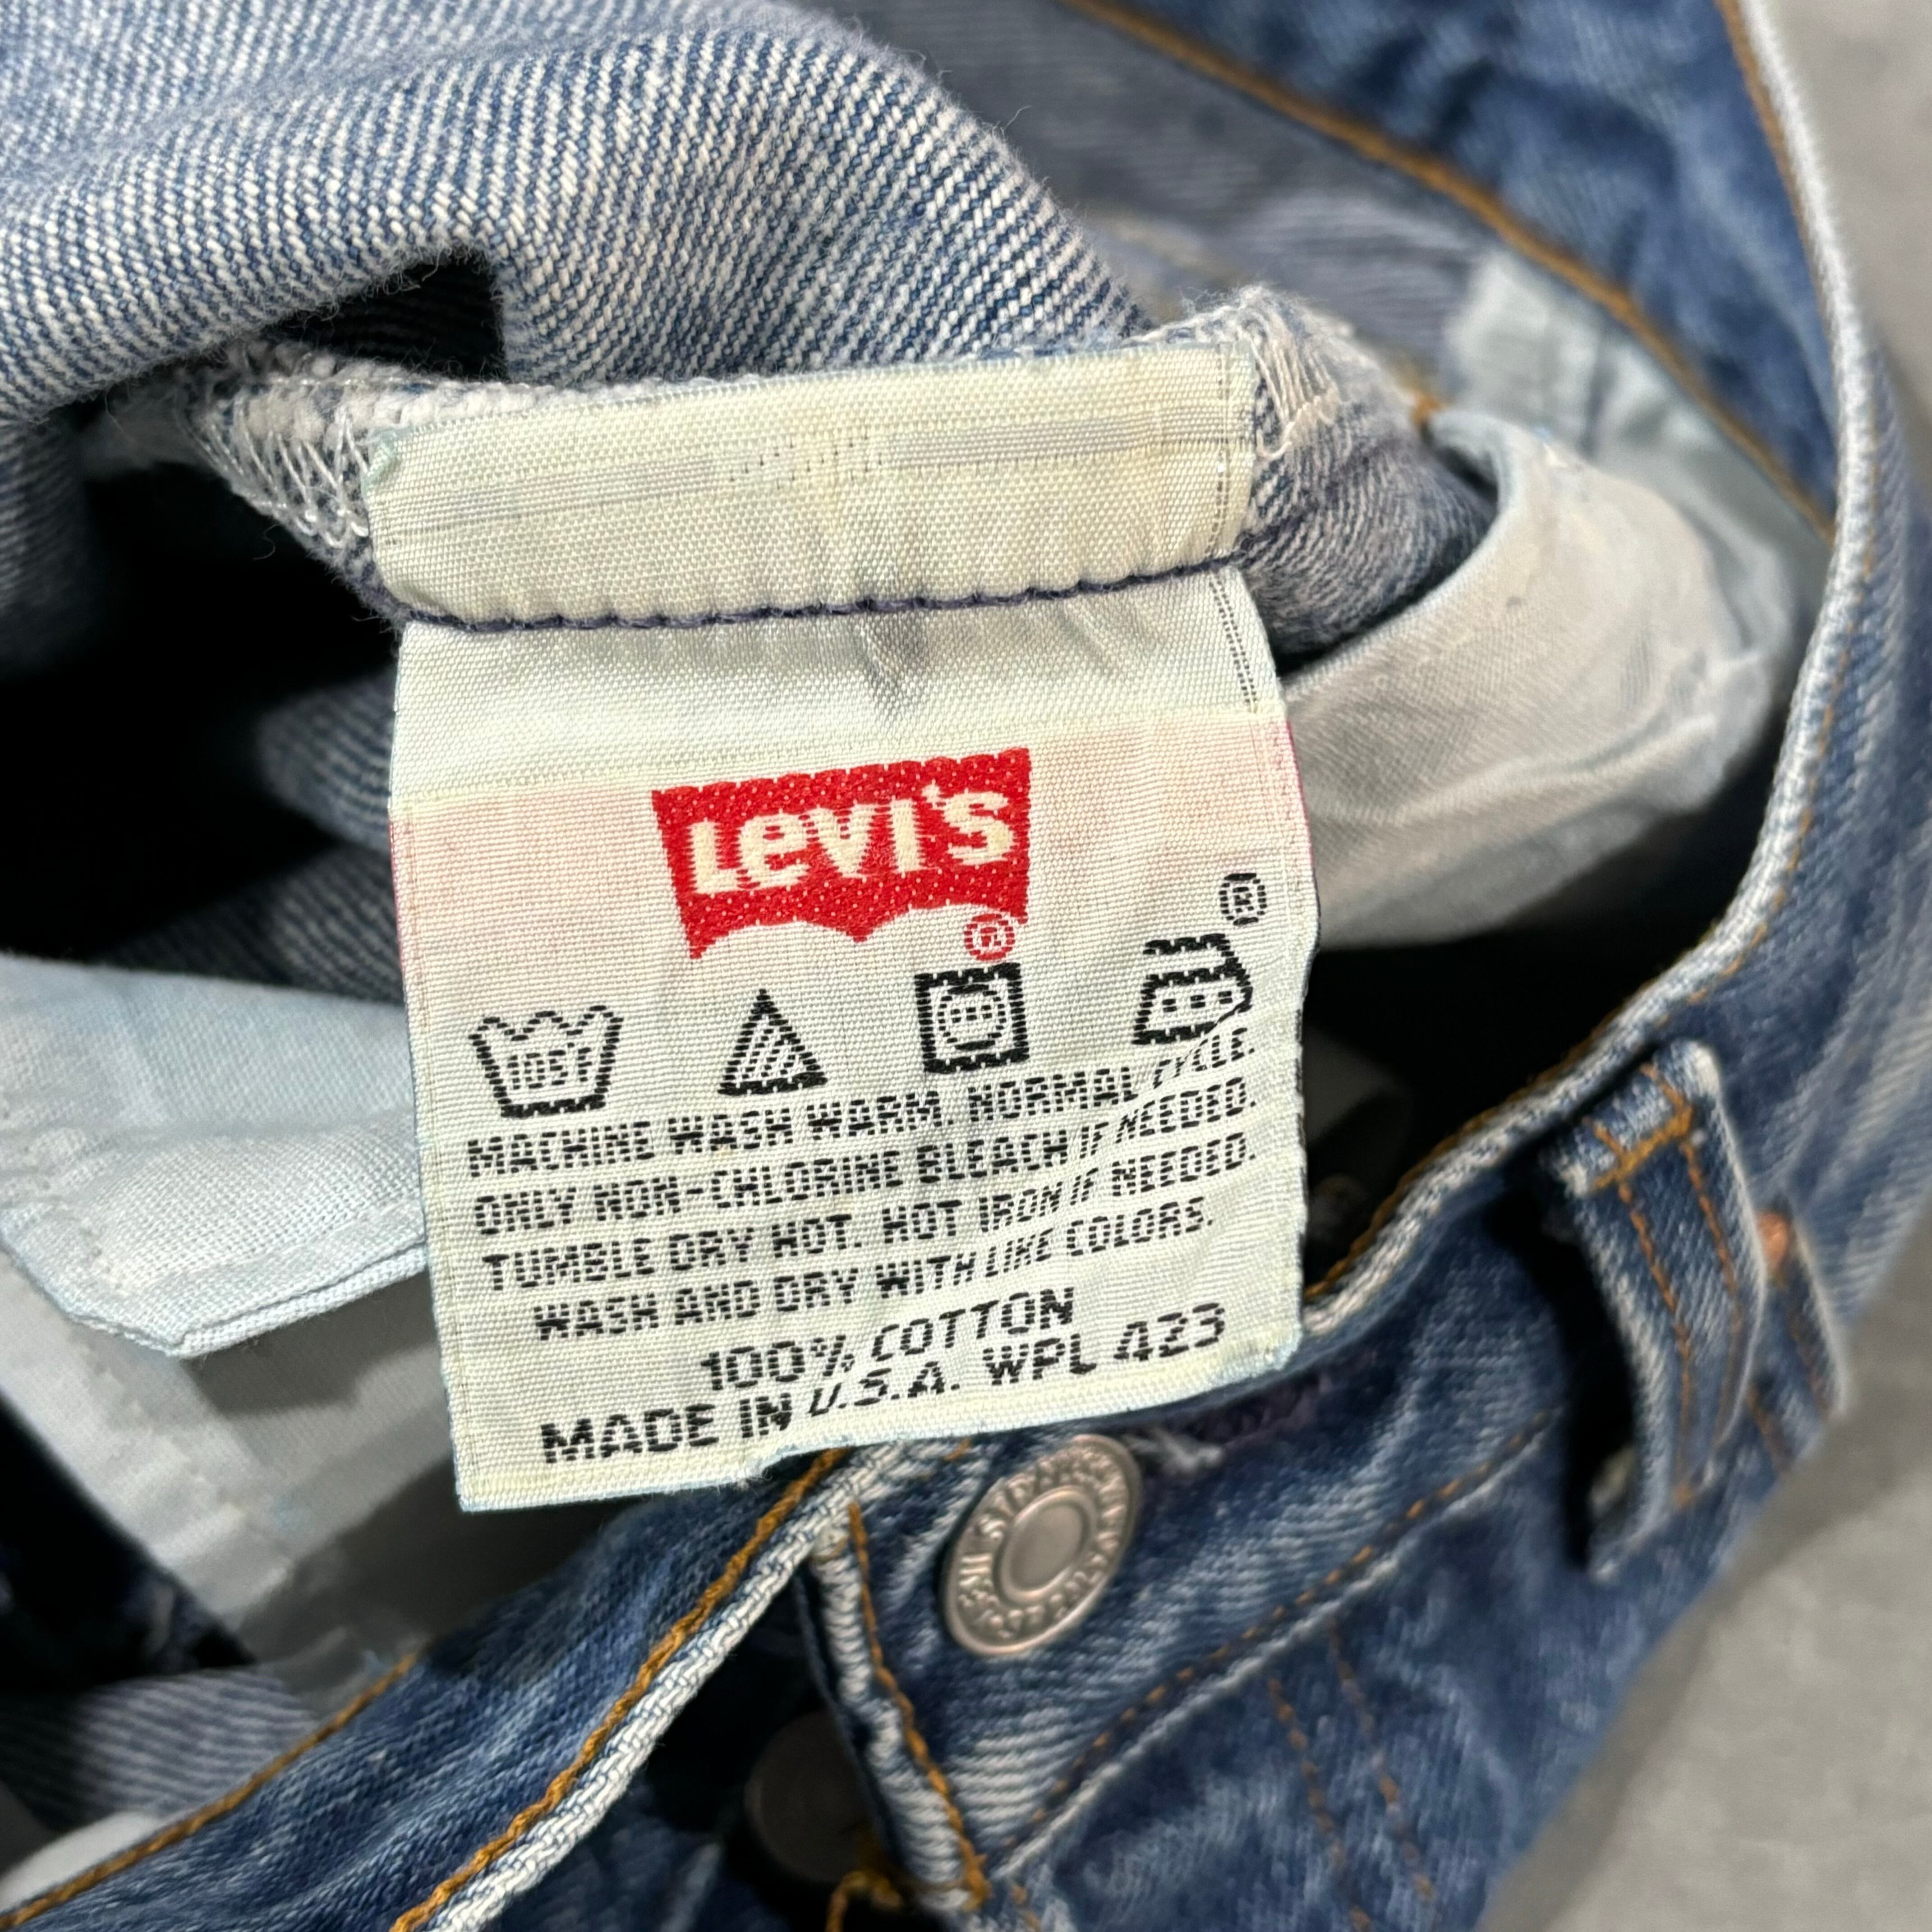 LEVI'S
®
®
105F
MACHINE WASH WARM. NORMAL CYCLE.
ONLY NON-CHLORINE BLEACH IF NEEDED.
TUMBLE DRY HOT. HOT IRON IF NEEDED.
WASH AND DRY WITH LIKE COLORS.
100% COTTON
MADE IN U.S.A. WPL 423